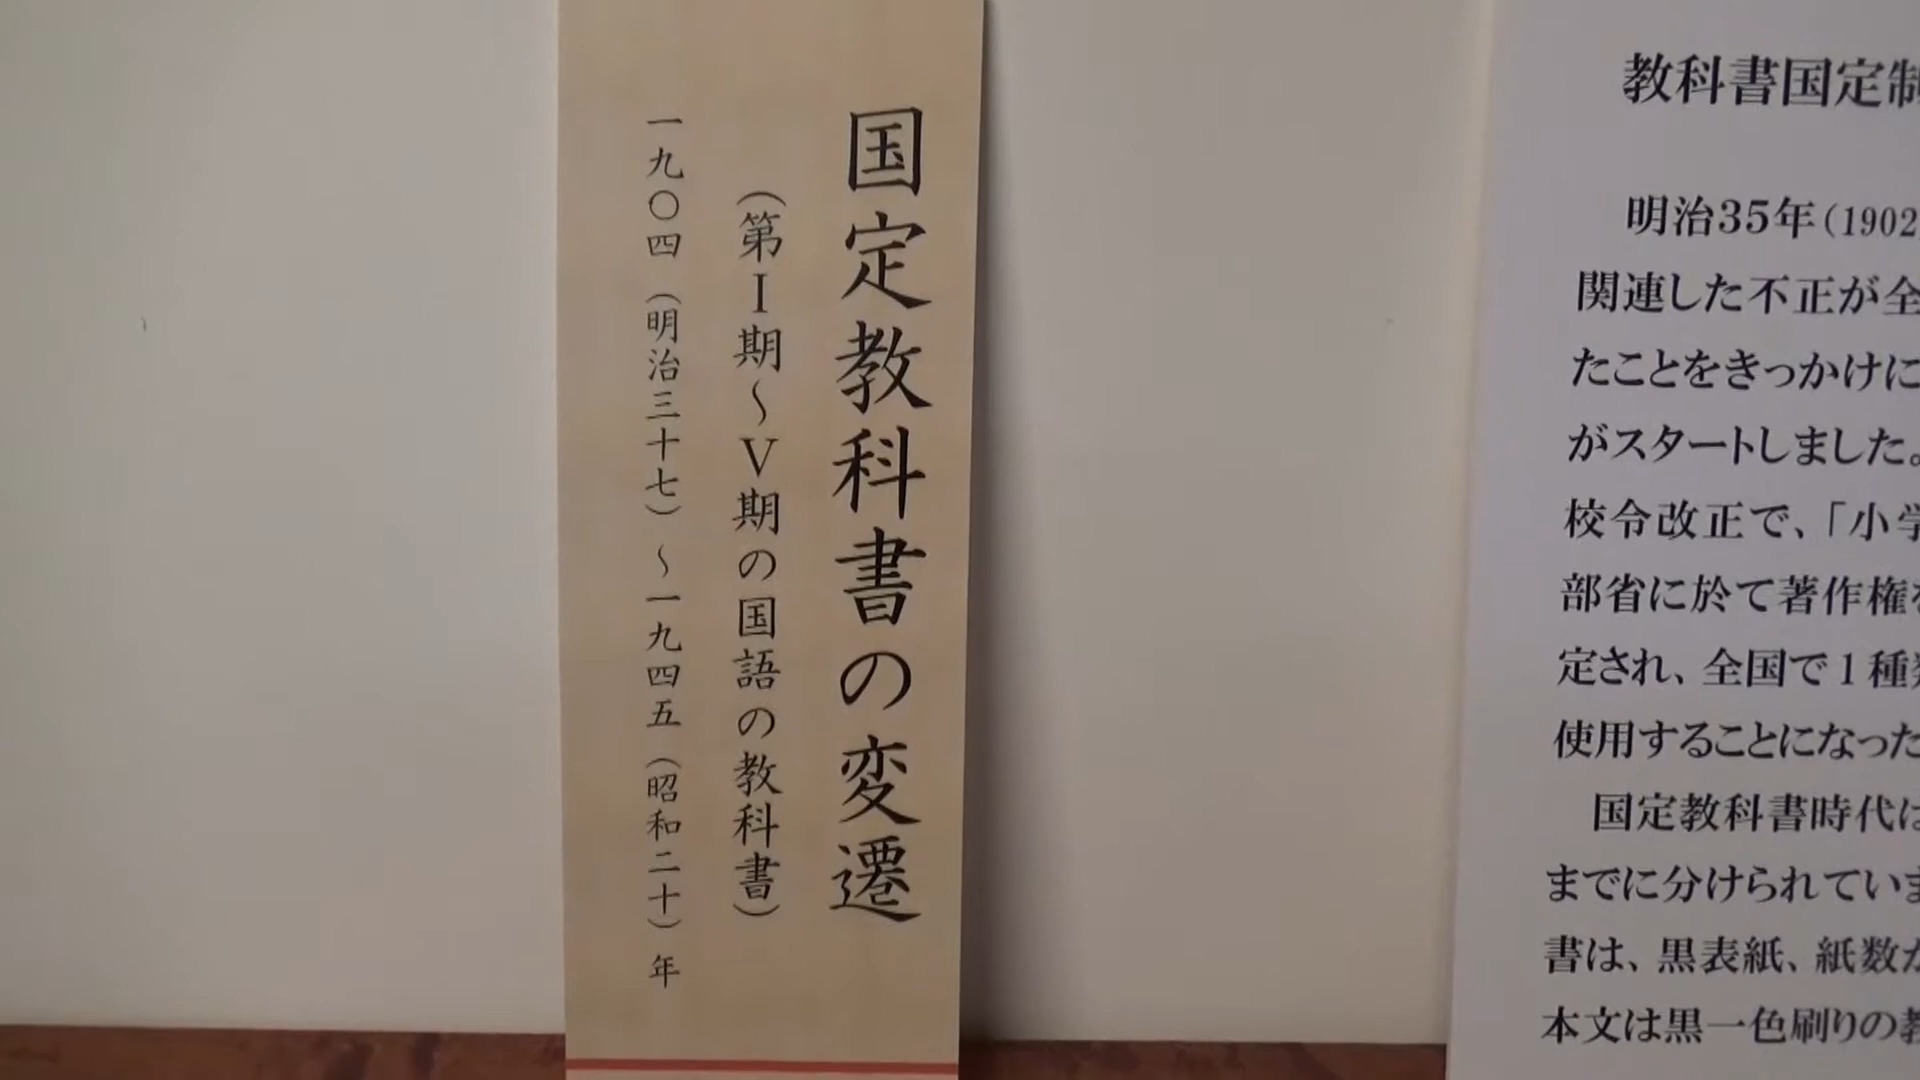 国定教科書の変遷
（第Ⅰ期～Ⅴ期の国語の教科書）
一九〇四（明治三十七）～一九四五（昭和二十）年
教科書国定制
明治35年（1902
関連した不正が全
たことをきっかけに
がスタートしました。
校令改正で、「小学
部省に於て著作権を
定され、全国で1種類
使用することになった
国定教科書時代は
までに分けられていま
書は、黒表紙、紙数が
本文は黒一色刷りの教